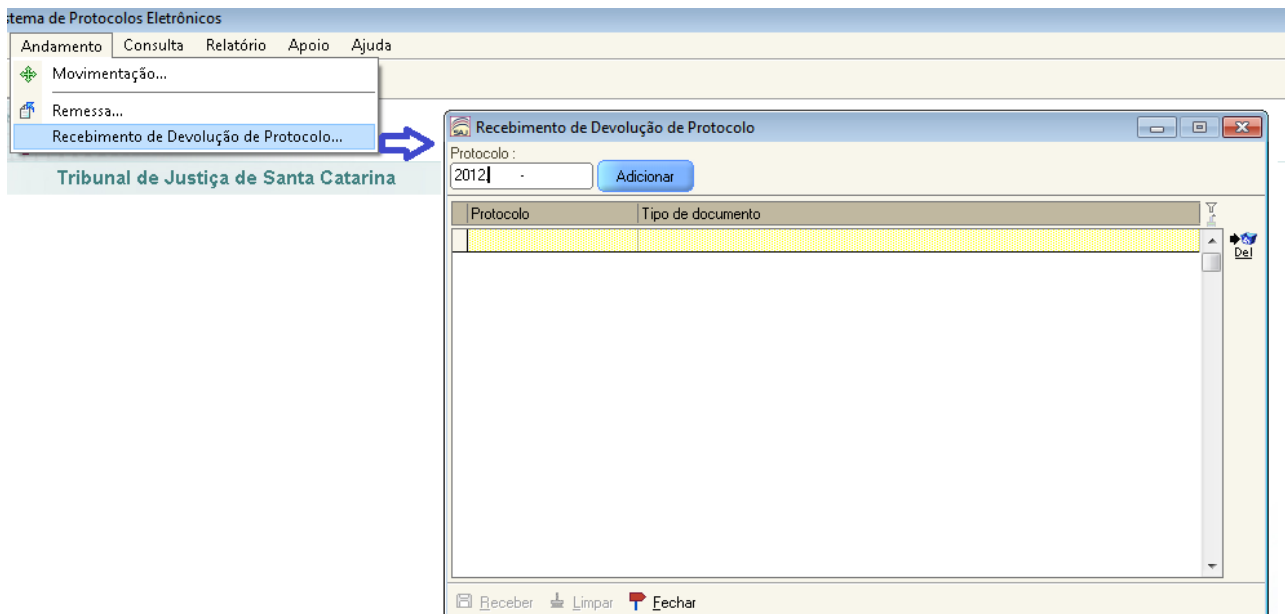 stema de Protocolos Eletrônicos
Andamento Consulta Relatório Apoio Ajuda
Movimentação...
Remessa...
Recebimento de Devolução de Protocolo...
Tribunal de Justiça de Santa Catarina
Recebimento de Devolução de Protocolo
Protocolo :
2012 - Adicionar
Protocolo Tipo de documento
Del
Receber Limpar Fechar